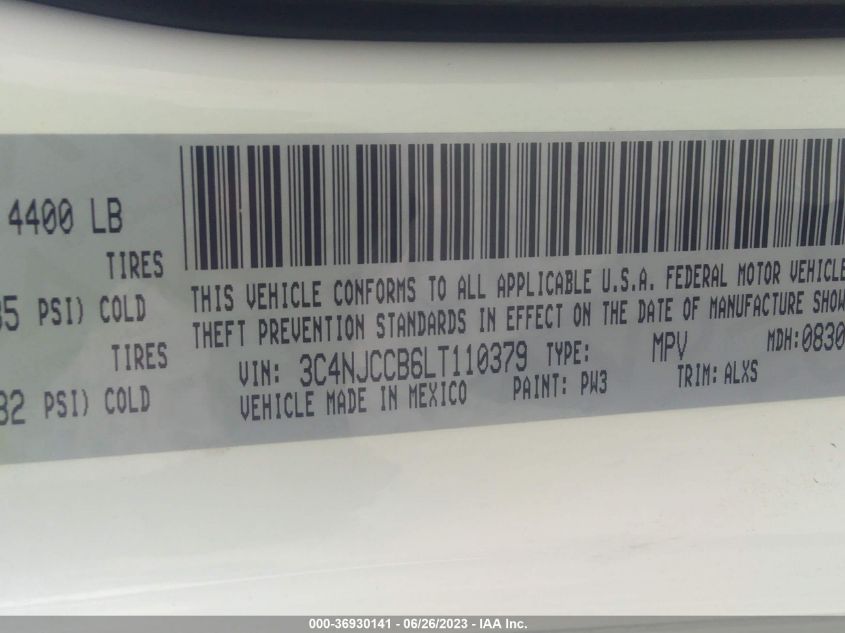 4400 LB
TIRES
PSI) COLD
TIRES
PSI) COLD
THIS VEHICLE CONFORMS TO ALL APPLICABLE U.S.A. FEDERAL MOTOR VEHICLE
THEFT PREVENTION STANDARDS IN EFFECT ON THE DATE OF MANUFACTURE SHOW
VIN: 3C4NJCCB6LT110379 TYPE: MPV MDH:0830
VEHICLE MADE IN MEXICO PAINT: PW3 TRIM: ALXS
000-36930141 - 06/26/2023 - IAA Inc.